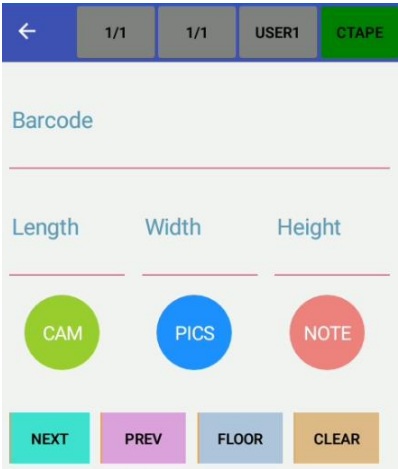 1/1 1/1 USER1 CTAPE
Barcode
Length Width Height
CAM PICS NOTE
NEXT PREV FLOOR CLEAR